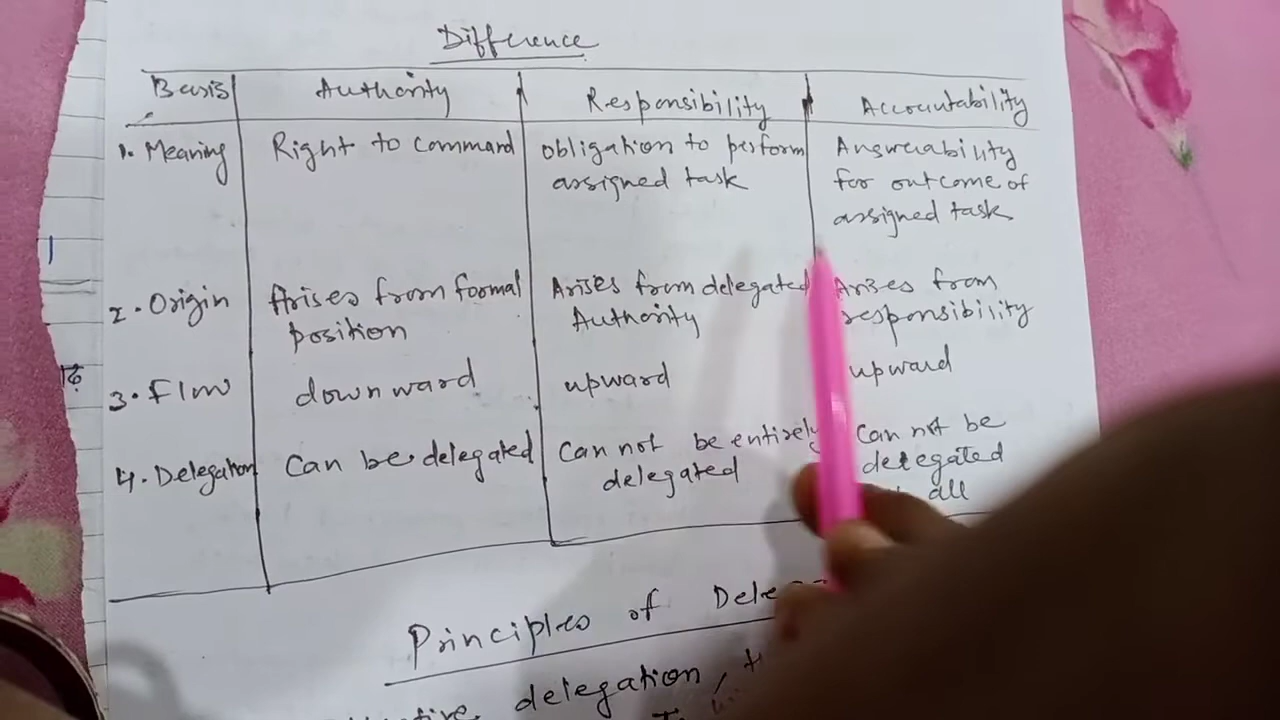 Difference
Basis Authority Responsibility Accountability
1. Meaning Right to command obligation to perform Answerability
assigned task for outcome of
assigned task
2. Origin Arises from formal Arises from delegated Arises from
position Authority responsibility
3. Flow downward upward upward
4. Delegation Can be delegated Can not be entirely Can not be
delegated delegated
all
Principles of
delegation,